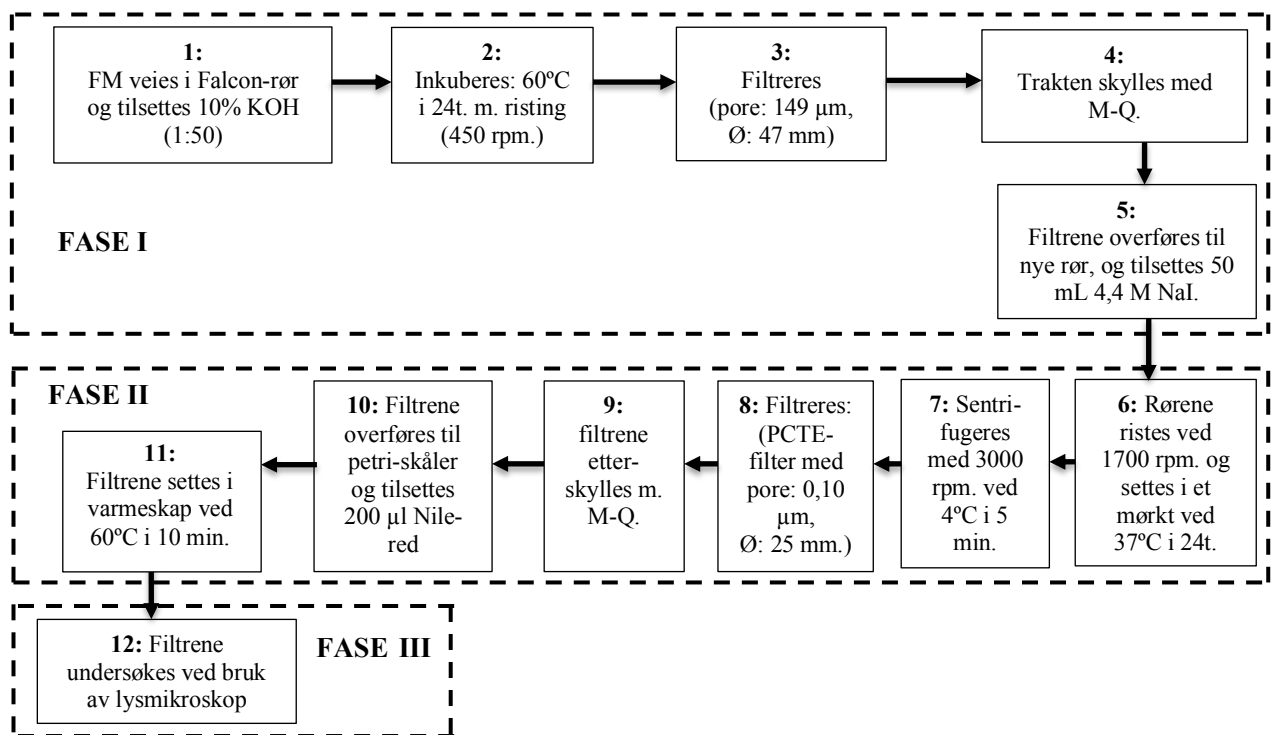 1:
FM veies i Falcon-rør
og tilsettes 10% KOH
(1:50)
2:
Inkuberes: 60ºC
i 24t. m. risting
(450 rpm.)
3:
Filtreres
(pore: 149 µm,
Ø: 47 mm)
4:
Trakten skylles med
M-Q.
5:
Filtrene overføres til
nye rør, og tilsettes 50
mL 4,4 M NaI.
FASE I
FASE II
6: Rørene
ristes ved
1700 rpm. og
settes i et
mørkt ved
37ºC i 24t.
7: Sentri-
fugeres
med 3000
rpm. ved
4ºC i 5
min.
8: Filtreres:
(PCTE-
filter med
pore: 0,10
µm,
Ø: 25 mm.)
9:
filtrene
etter-
skylles m.
M-Q.
10: Filtrene
overføres til
petri-skåler
og tilsettes
200 µl Nile-
red
11:
Filtrene settes i
varmeskap ved
60ºC i 10 min.
12: Filtrene
undersøkes ved bruk
av lysmikroskop
FASE III